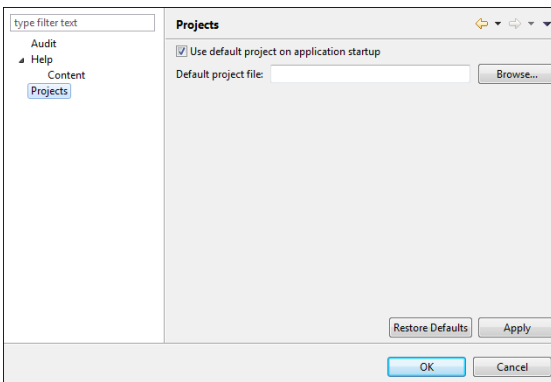 type filter text
Audit
Help
Content
Projects
Projects
Use default project on application startup
Default project file:
Browse...
Restore Defaults
Apply
OK
Cancel